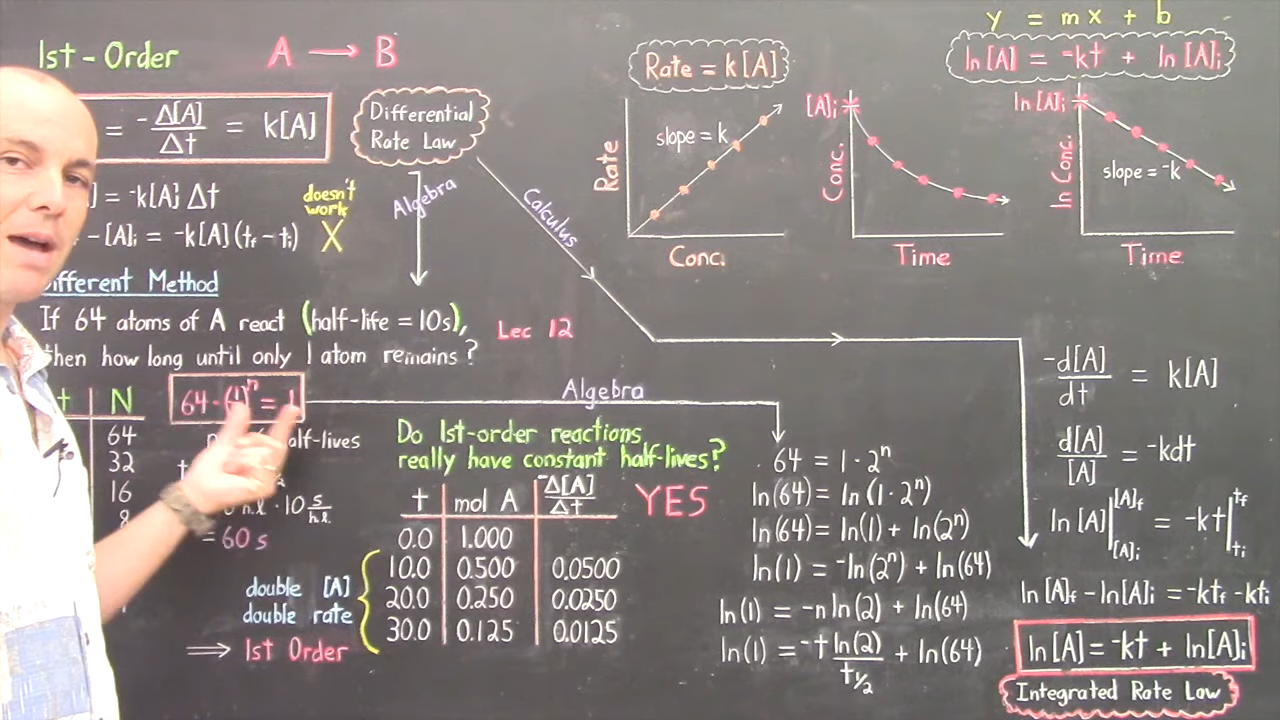 1st-Order A → B
= -Δ[A]/Δt = k[A]
] = -k[A] Δt
- [A]i = -k[A](tf - ti)
doesn't
work
X
Differential
Rate Law
Algebra
Calculus
Different Method
If 64 atoms of A react (half-life = 10s),
then how long until only 1 atom remains?
Lec 12
t N
64
32
16
8
= 1
half-lives
· 10 s/h.l.
= 60 s
Algebra
Do 1st-order reactions
really have constant half-lives?
YES
t mol A -Δ[A]/Δt
0.0 1.000
10.0 0.500 0.0500
20.0 0.250 0.0250
30.0 0.125 0.0125
double [A]
double rate
⟹ 1st Order
Rate = k[A]
Rate
slope = k
Conc.
[A]i
Conc.
Time
y = mx + b
ln[A] = -kt + ln[A]i
ln[A]i
ln Conc.
slope = -k
Time
64 = 1·2^n
ln(64) = ln(1·2^n)
ln(64) = ln(1) + ln(2^n)
ln(1) = -ln(2^n) + ln(64)
ln(1) = -n ln(2) + ln(64)
ln(1) = -t ln(2)/t½ + ln(64)
-d[A]/dt = k[A]
d[A]/[A] = -kdt
ln[A] |[A]f [A]i = -kt |tf ti
ln[A]f - ln[A]i = -ktf - kti
ln[A] = -kt + ln[A]i
Integrated Rate Law